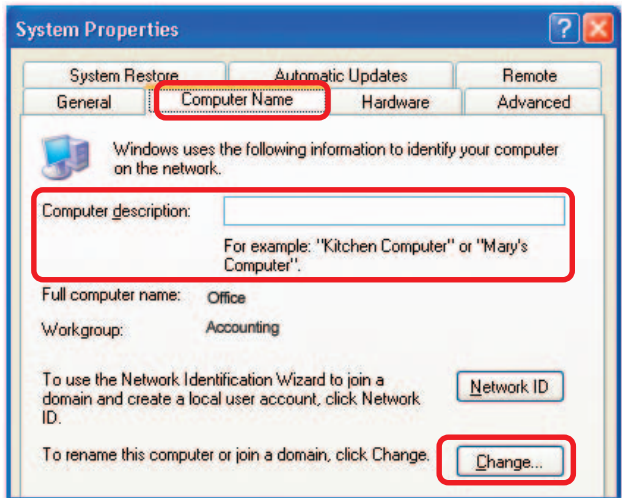 System Properties
System Restore Automatic Updates Remote
General Computer Name Hardware Advanced
Windows uses the following information to identify your computer
on the network.
Computer description:
For example: "Kitchen Computer" or "Mary's
Computer".
Full computer name: Office
Workgroup: Accounting
To use the Network Identification Wizard to join a
domain and create a local user account, click Network
ID.
Network ID
To rename this computer or join a domain, click Change.
Change...